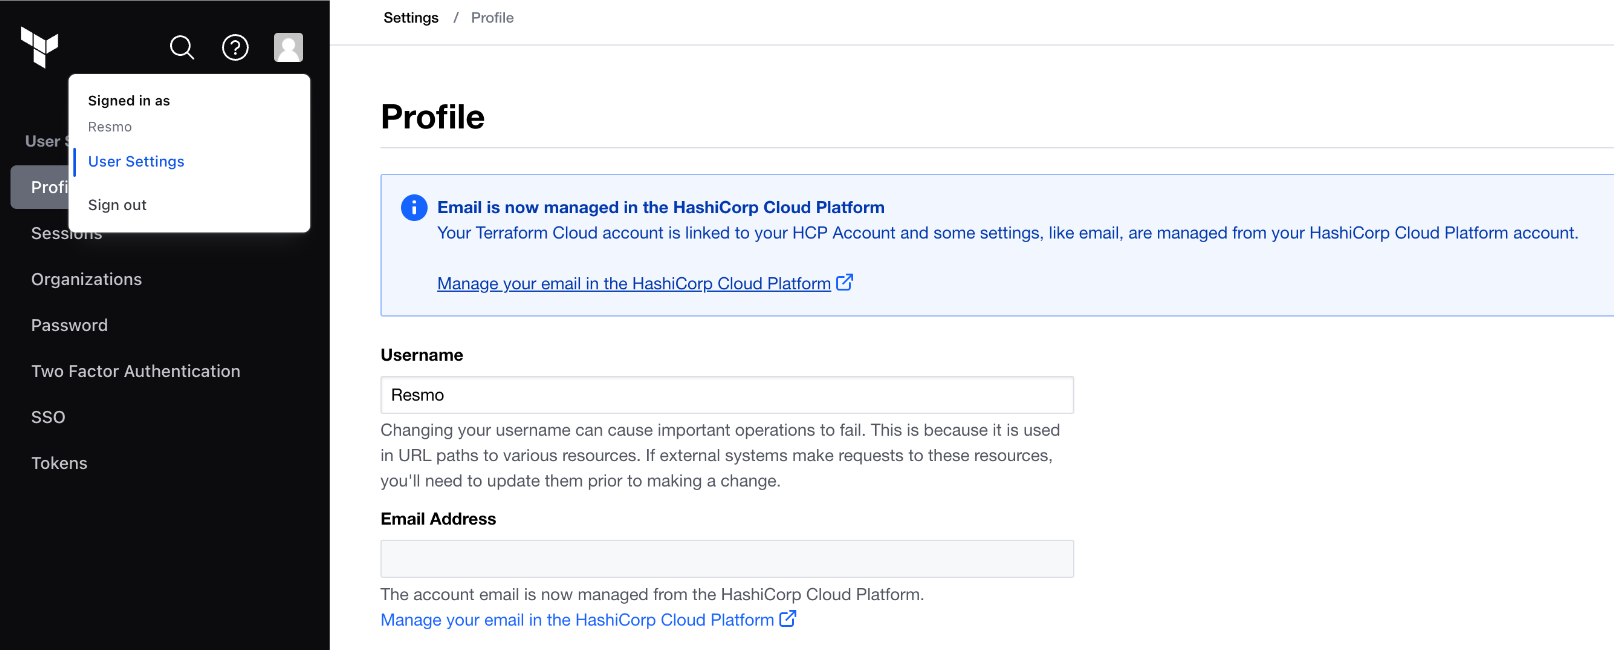 Settings / Profile
Signed in as
Resmo
User Settings
Sign out
User
Profi
Sessions
Organizations
Password
Two Factor Authentication
SSO
Tokens
Profile
Email is now managed in the HashiCorp Cloud Platform
Your Terraform Cloud account is linked to your HCP Account and some settings, like email, are managed from your HashiCorp Cloud Platform account.
Manage your email in the HashiCorp Cloud Platform
Username
Resmo
Changing your username can cause important operations to fail. This is because it is used
in URL paths to various resources. If external systems make requests to these resources,
you'll need to update them prior to making a change.
Email Address
The account email is now managed from the HashiCorp Cloud Platform.
Manage your email in the HashiCorp Cloud Platform